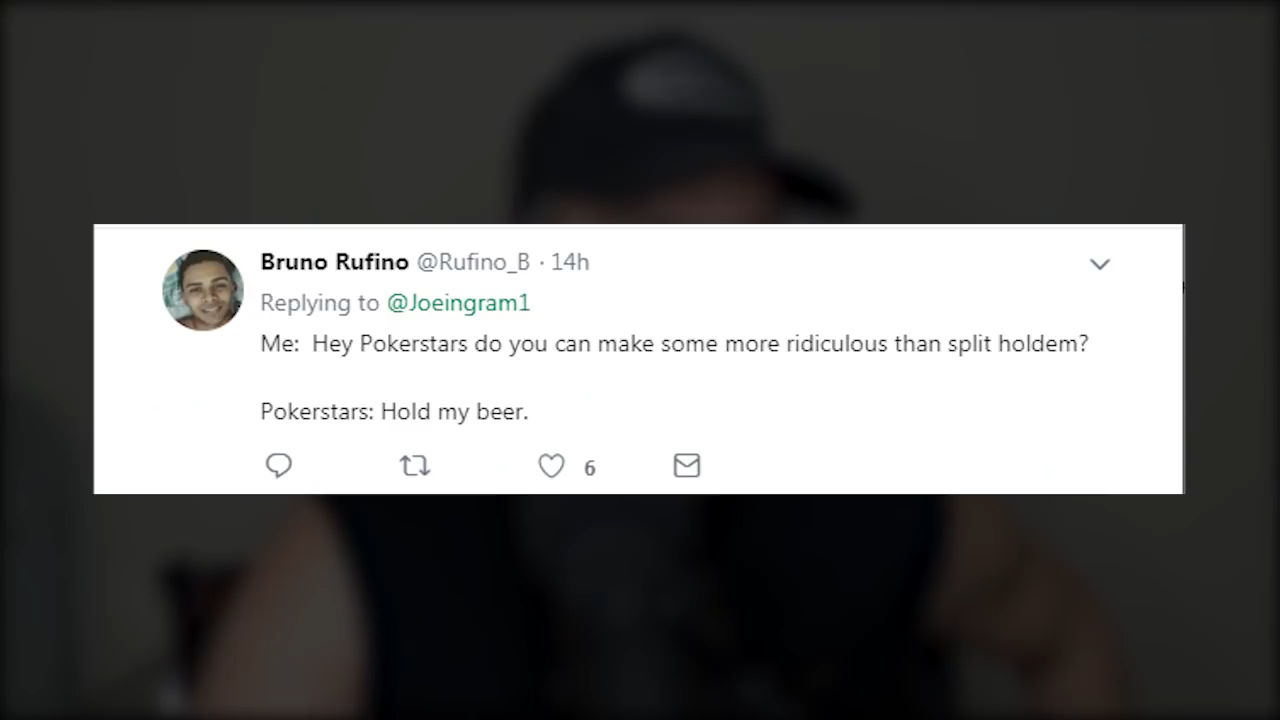 Bruno Rufino @Rufino_B · 14h
Replying to @Joeingram1
Me:  Hey Pokerstars do you can make some more ridiculous than split holdem?
Pokerstars: Hold my beer.
6